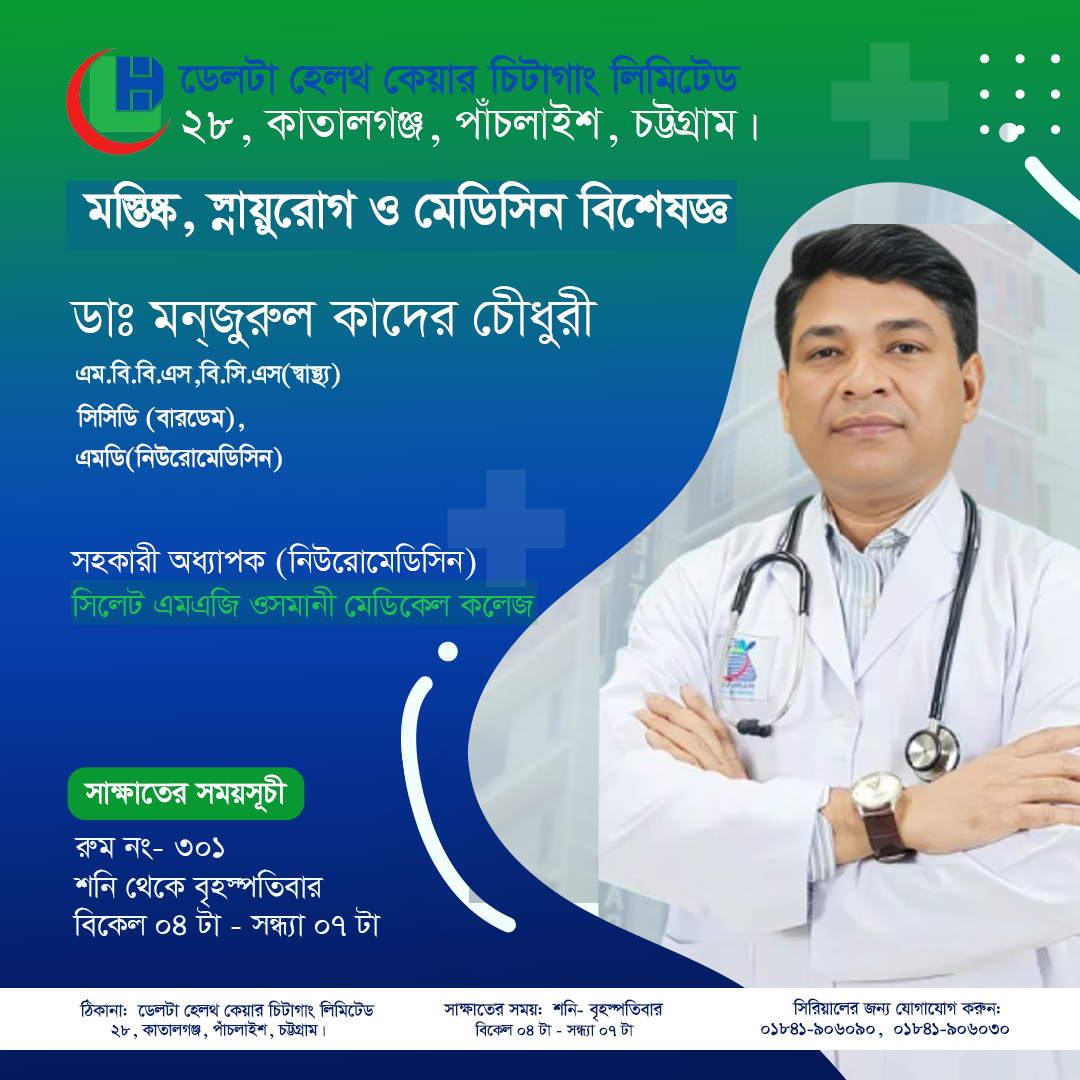 ডেলটা হেলথ কেয়ার চিটাগাং লিমিটেড
২৮, কাতালগঞ্জ, পাঁচলাইশ, চট্টগ্রাম।
মস্তিষ্ক, স্নায়ুরোগ ও মেডিসিন বিশেষজ্ঞ
ডাঃ মন্‌জুরুল কাদের চৌধুরী
এম.বি.বি.এস,বি.সি.এস(স্বাস্থ্য)
সিসিডি (বারডেম),
এমডি(নিউরোমেডিসিন)
সহকারী অধ্যাপক (নিউরোমেডিসিন)
সিলেট এমএজি ওসমানী মেডিকেল কলেজ
সাক্ষাতের সময়সূচী
রুম নং- ৩০১
শনি থেকে বৃহস্পতিবার
বিকেল ০৪ টা - সন্ধ্যা ০৭ টা
ঠিকানা: ডেলটা হেলথ কেয়ার চিটাগাং লিমিটেড
২৮, কাতালগঞ্জ, পাঁচলাইশ, চট্টগ্রাম।
সাক্ষাতের সময়: শনি- বৃহস্পতিবার
বিকেল ০৪ টা - সন্ধ্যা ০৭ টা
সিরিয়ালের জন্য যোগাযোগ করুন:
০১৮৪১-৯০৬০৯০, ০১৮৪১-৯০৬০৩০